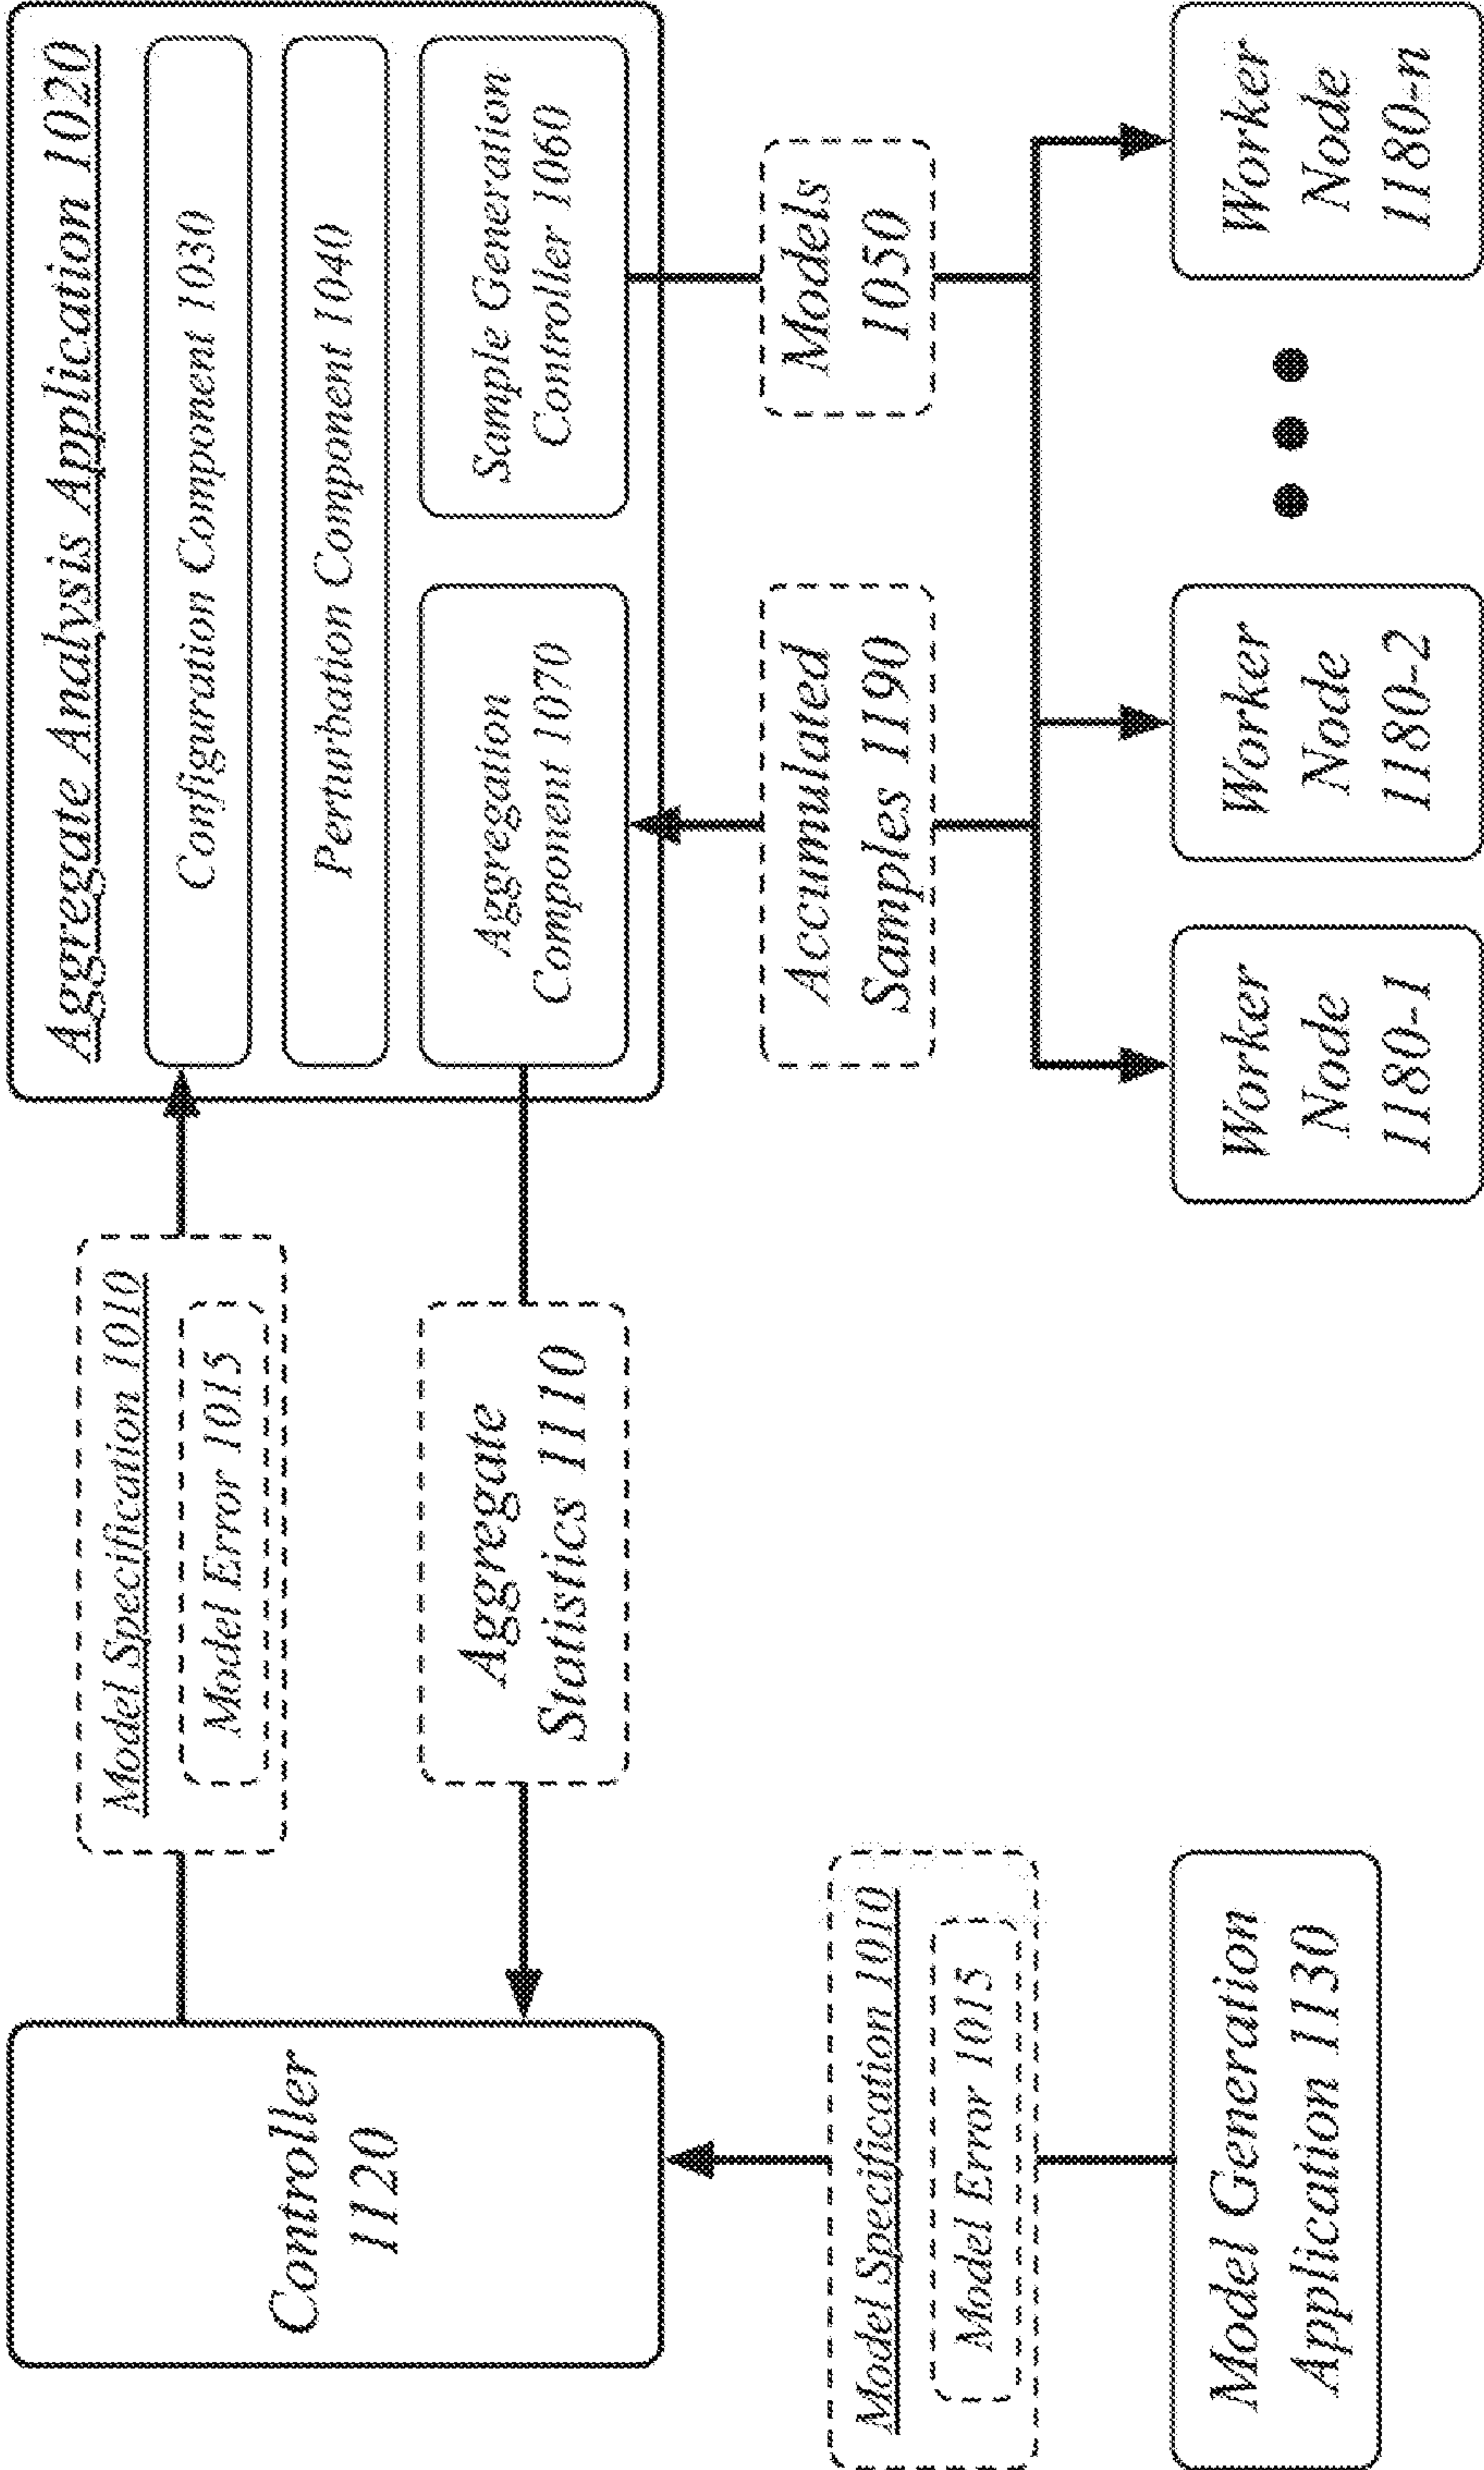 Controller
1120
Model Specification 1010
Model Error 1015
Aggregate
Statistics 1110
Aggregate Analysis Application 1020
Configuration Component 1030
Perturbation Component 1040
Aggregation
Component 1070
Sample Generation
Controller 1060
Model Specification 1010
Model Error 1015
Accumulated
Samples 1190
Models
1050
Model Generation
Application 1130
Worker
Node
1180-1
Worker
Node
1180-2
Worker
Node
1180-n